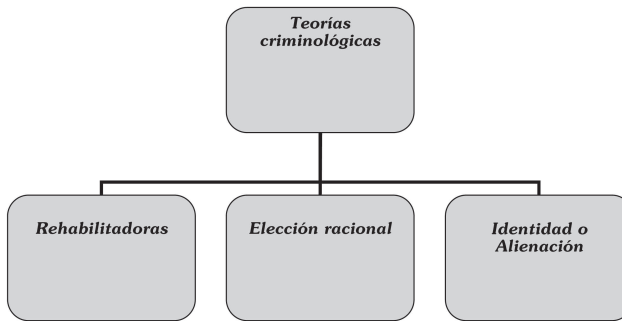 Teorías
criminológicas
Rehabilitadoras
Elección racional
Identidad o
Alienación